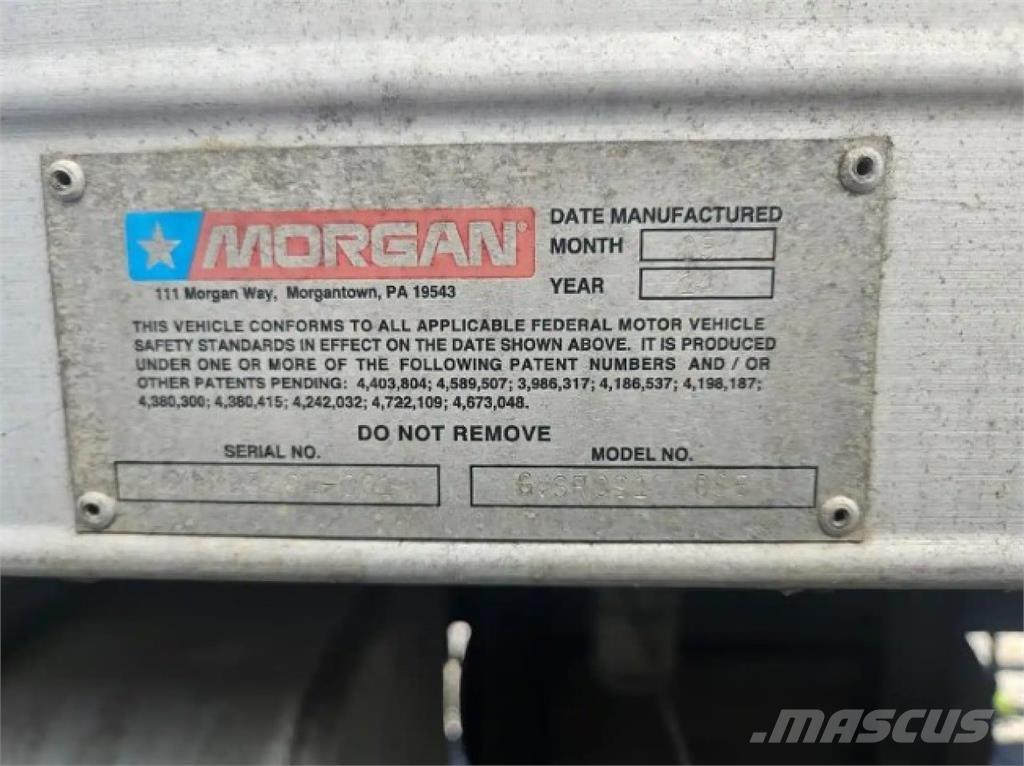 MORGAN®
111 Morgan Way, Morgantown, PA 19543
DATE MANUFACTURED
MONTH
YEAR
THIS VEHICLE CONFORMS TO ALL APPLICABLE FEDERAL MOTOR VEHICLE
SAFETY STANDARDS IN EFFECT ON THE DATE SHOWN ABOVE. IT IS PRODUCED
UNDER ONE OR MORE OF THE FOLLOWING PATENT NUMBERS AND / OR
OTHER PATENTS PENDING: 4,403,804; 4,589,507; 3,986,317; 4,186,537; 4,198,187;
4,380,300; 4,380,415; 4,242,032; 4,722,109; 4,673,048.
DO NOT REMOVE
SERIAL NO.
MODEL NO.
MASCUS